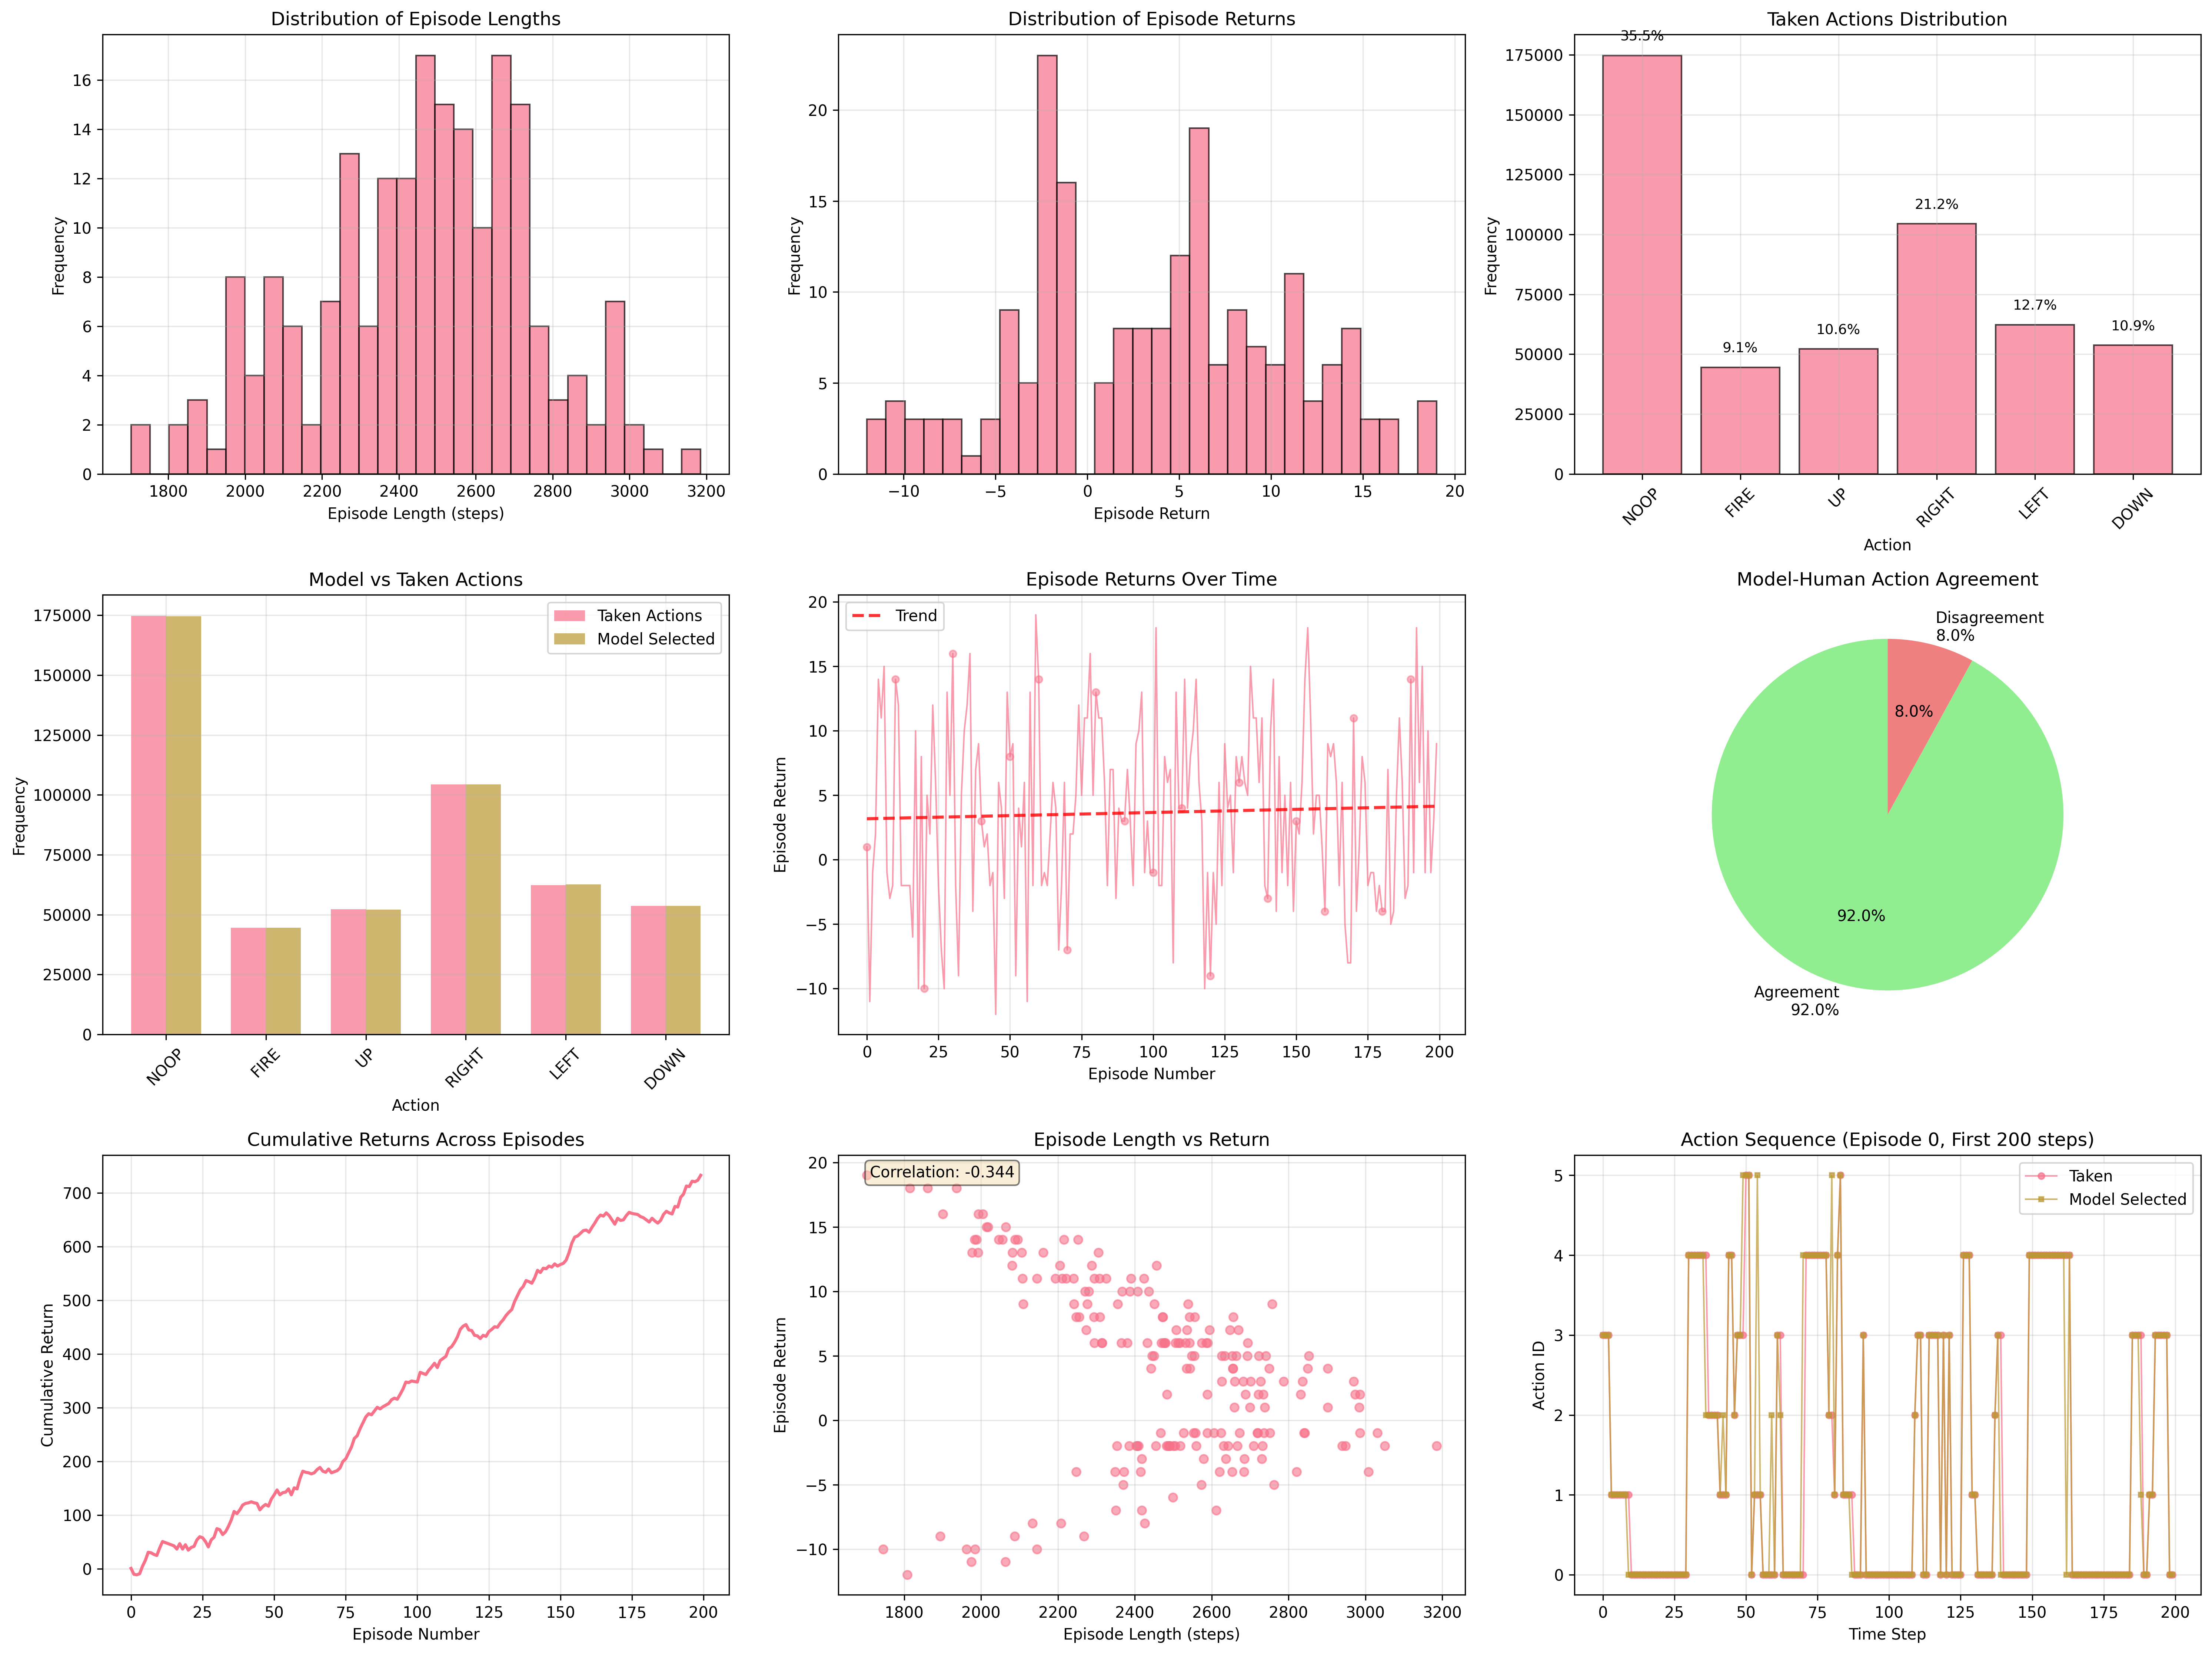 Distribution of Episode Lengths
Frequency
16
14
12
10
8
6
4
2
0
1800 2000 2200 2400 2600 2800 3000 3200
Episode Length (steps)
Distribution of Episode Returns
Frequency
20
15
10
5
0
−10 −5 0 5 10 15 20
Episode Return
Taken Actions Distribution
Frequency
175000
150000
125000
100000
75000
50000
25000
0
35.5%
9.1%
10.6%
21.2%
12.7%
10.9%
NOOP FIRE UP RIGHT LEFT DOWN
Action
Model vs Taken Actions
Taken Actions
Model Selected
Frequency
175000
150000
125000
100000
75000
50000
25000
0
NOOP FIRE UP RIGHT LEFT DOWN
Action
Episode Returns Over Time
Trend
Episode Return
20
15
10
5
0
−5
−10
0 25 50 75 100 125 150 175 200
Episode Number
Model-Human Action Agreement
Disagreement
8.0%
8.0%
92.0%
Agreement
92.0%
Cumulative Returns Across Episodes
Cumulative Return
700
600
500
400
300
200
100
0
0 25 50 75 100 125 150 175 200
Episode Number
Episode Length vs Return
Correlation: -0.344
Episode Return
20
15
10
5
0
−5
−10
1800 2000 2200 2400 2600 2800 3000 3200
Episode Length (steps)
Action Sequence (Episode 0, First 200 steps)
Taken
Model Selected
Action ID
5
4
3
2
1
0
0 25 50 75 100 125 150 175 200
Time Step